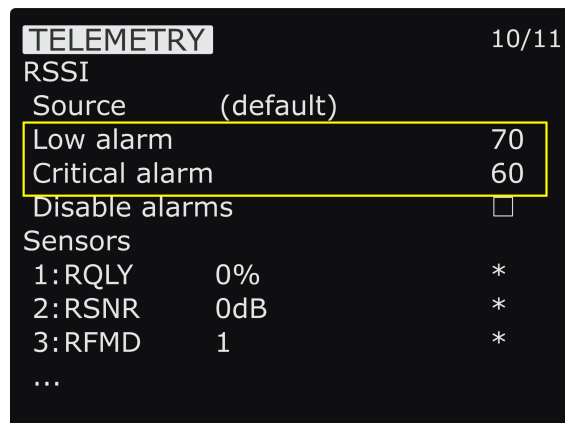 TELEMETRY 10/11
RSSI
Source (default)
Low alarm 70
Critical alarm 60
Disable alarms
Sensors
1:RQLY 0% *
2:RSNR 0dB *
3:RFMD 1 *
...